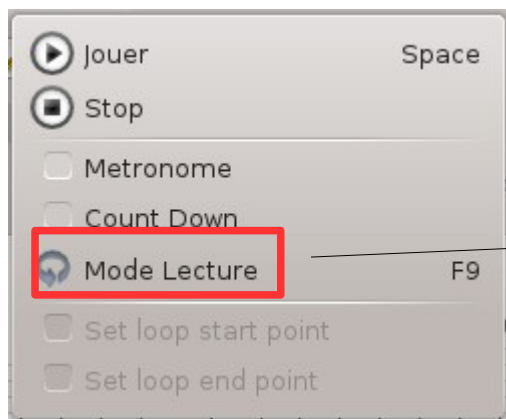 Jouer Space
Stop
Metronome
Count Down
Mode Lecture F9
Set loop start point
Set loop end point